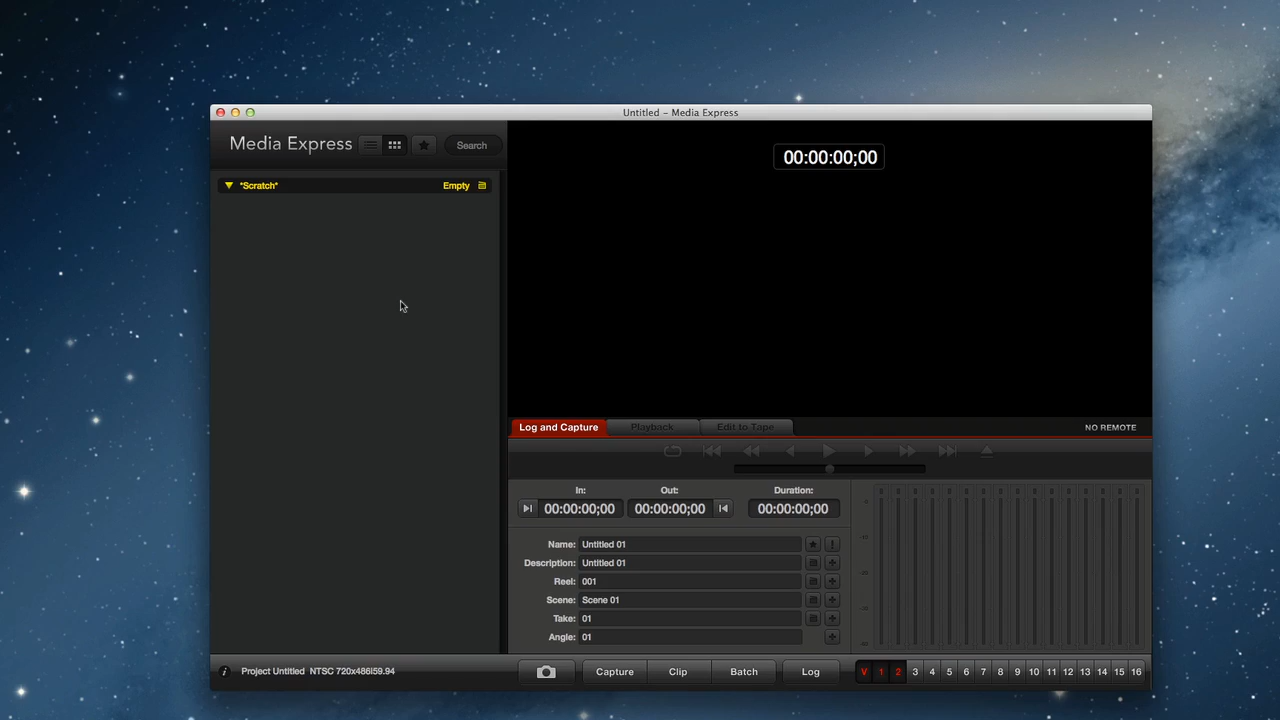 Untitled – Media Express
Media Express
Search
00:00:00;00
*Scratch*
Empty
Log and Capture
Playback
Edit to Tape
NO REMOTE
In:
Out:
Duration:
00:00:00;00
00:00:00;00
00:00:00;00
Name: Untitled 01
Description: Untitled 01
Reel: 001
Scene: Scene 01
Take: 01
Angle: 01
Project Untitled NTSC 720x486i59.94
Capture
Clip
Batch
Log
V 1 2 3 4 5 6 7 8 9 10 11 12 13 14 15 16